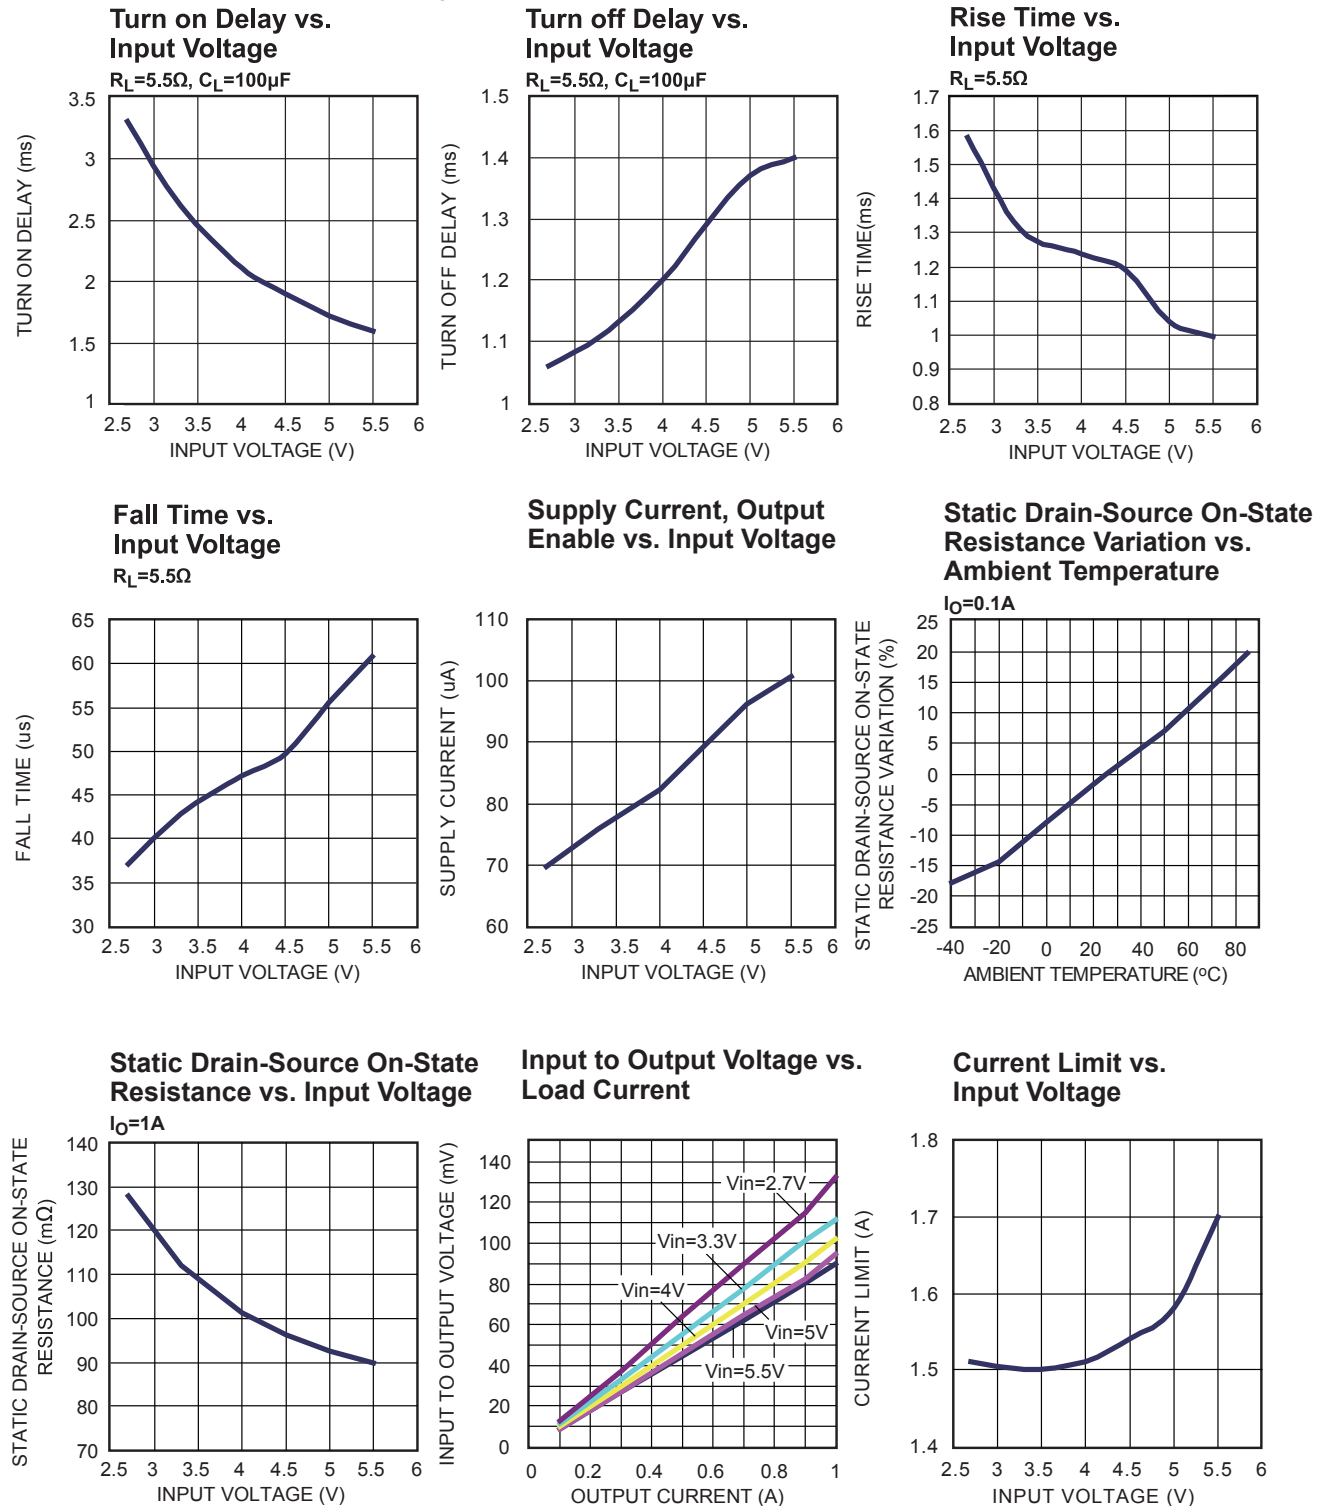 Turn on Delay vs.
Input Voltage
RL=5.5Ω, CL=100µF
3.5
3
2.5
2
1.5
1
TURN ON DELAY (ms)
2.5 3 3.5 4 4.5 5 5.5 6
INPUT VOLTAGE (V)
Turn off Delay vs.
Input Voltage
RL=5.5Ω, CL=100µF
1.5
1.4
1.3
1.2
1.1
1
TURN OFF DELAY (ms)
2.5 3 3.5 4 4.5 5 5.5 6
INPUT VOLTAGE (V)
Rise Time vs.
Input Voltage
RL=5.5Ω
1.7
1.6
1.5
1.4
1.3
1.2
1.1
1
0.9
0.8
RISE TIME(ms)
2.5 3 3.5 4 4.5 5 5.5 6
INPUT VOLTAGE (V)
Fall Time vs.
Input Voltage
RL=5.5Ω
65
60
55
50
45
40
35
30
FALL TIME (us)
2.5 3 3.5 4 4.5 5 5.5 6
INPUT VOLTAGE (V)
Supply Current, Output
Enable vs. Input Voltage
110
100
90
80
70
60
SUPPLY CURRENT (uA)
2.5 3 3.5 4 4.5 5 5.5 6
INPUT VOLTAGE (V)
Static Drain-Source On-State
Resistance Variation vs.
Ambient Temperature
IO=0.1A
25
20
15
10
5
0
-5
-10
-15
-20
-25
STATIC DRAIN-SOURCE ON-STATE
RESISTANCE VARIATION (%)
-40 -20 0 20 40 60 80
AMBIENT TEMPERATURE (ºC)
Static Drain-Source On-State
Resistance vs. Input Voltage
IO=1A
140
130
120
110
100
90
80
70
STATIC DRAIN-SOURCE ON-STATE
RESISTANCE (mΩ)
2.5 3 3.5 4 4.5 5 5.5 6
INPUT VOLTAGE (V)
Input to Output Voltage vs.
Load Current
140
120
100
80
60
40
20
0
INPUT TO OUTPUT VOLTAGE (mV)
Vin=2.7V
Vin=3.3V
Vin=4V
Vin=5V
Vin=5.5V
0 0.2 0.4 0.6 0.8 1
OUTPUT CURRENT (A)
Current Limit vs.
Input Voltage
1.8
1.7
1.6
1.5
1.4
CURRENT LIMIT (A)
2.5 3 3.5 4 4.5 5 5.5 6
INPUT VOLTAGE (V)